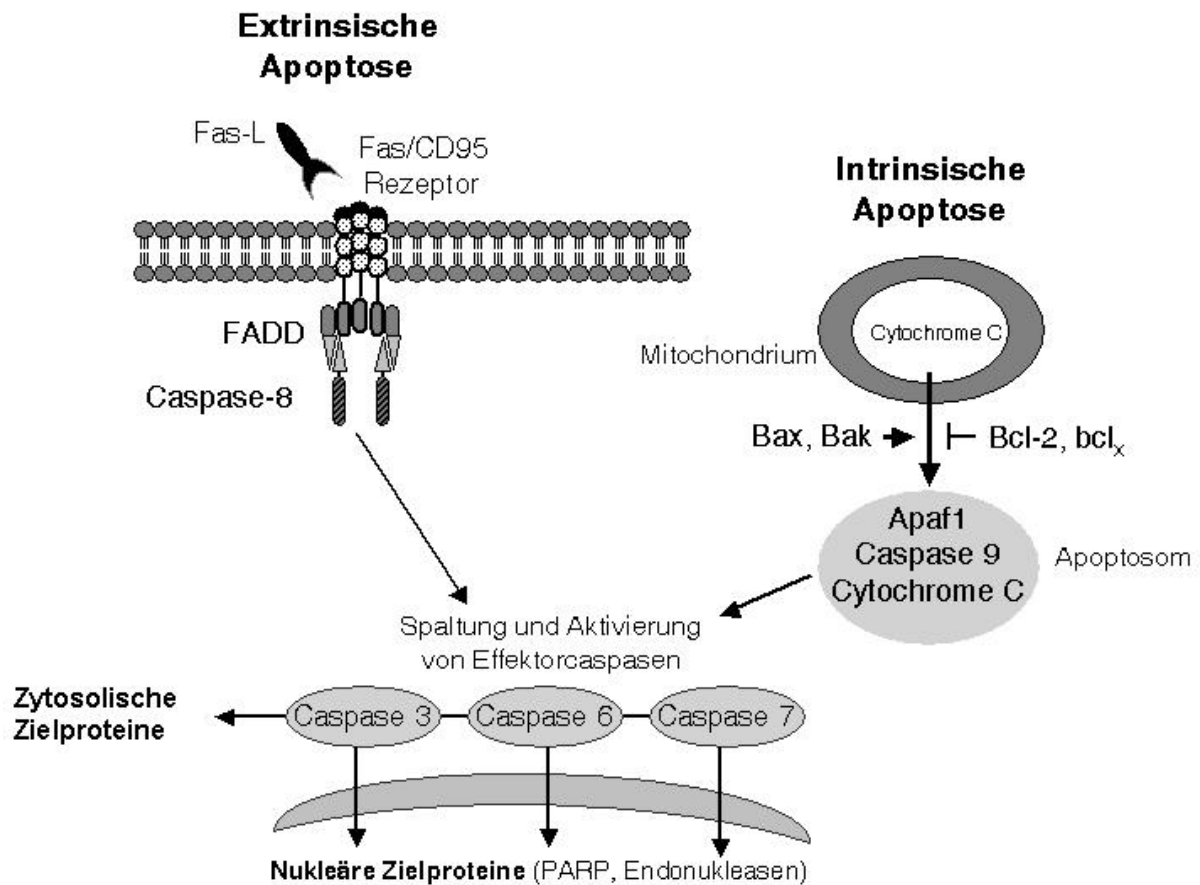 Extrinsische
Apoptose
Fas-L
Fas/CD95
Rezeptor
FADD
Caspase-8
Intrinsische
Apoptose
Cytochrome C
Mitochondrium
Bax, Bak
Bcl-2, bclx
Apaf1
Caspase 9
Cytochrome C
Apoptosom
Spaltung und Aktivierung
von Effektorcaspasen
Zytosolische
Zielproteine
Caspase 3
Caspase 6
Caspase 7
Nukleäre Zielproteine (PARP, Endonukleasen)